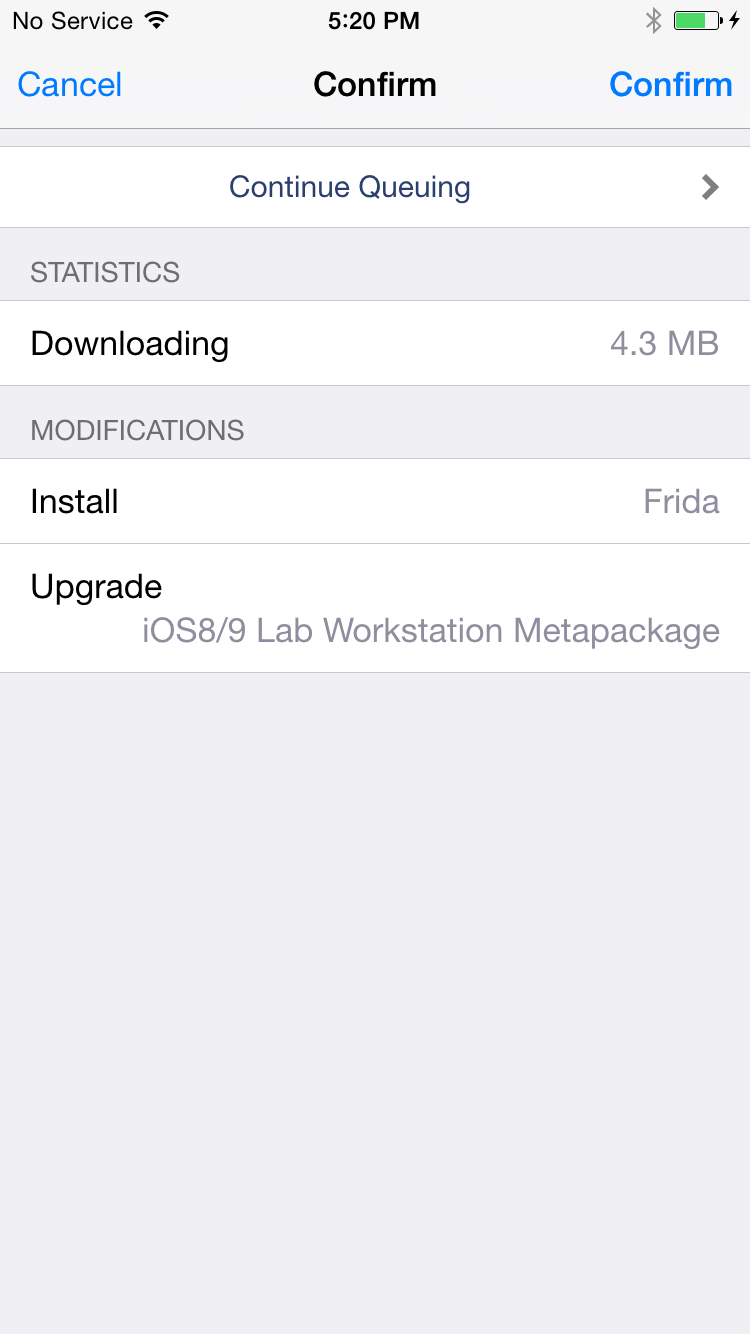 No Service 5:20 PM
Cancel Confirm Confirm
Continue Queuing
STATISTICS
Downloading 4.3 MB
MODIFICATIONS
Install Frida
Upgrade
iOS8/9 Lab Workstation Metapackage